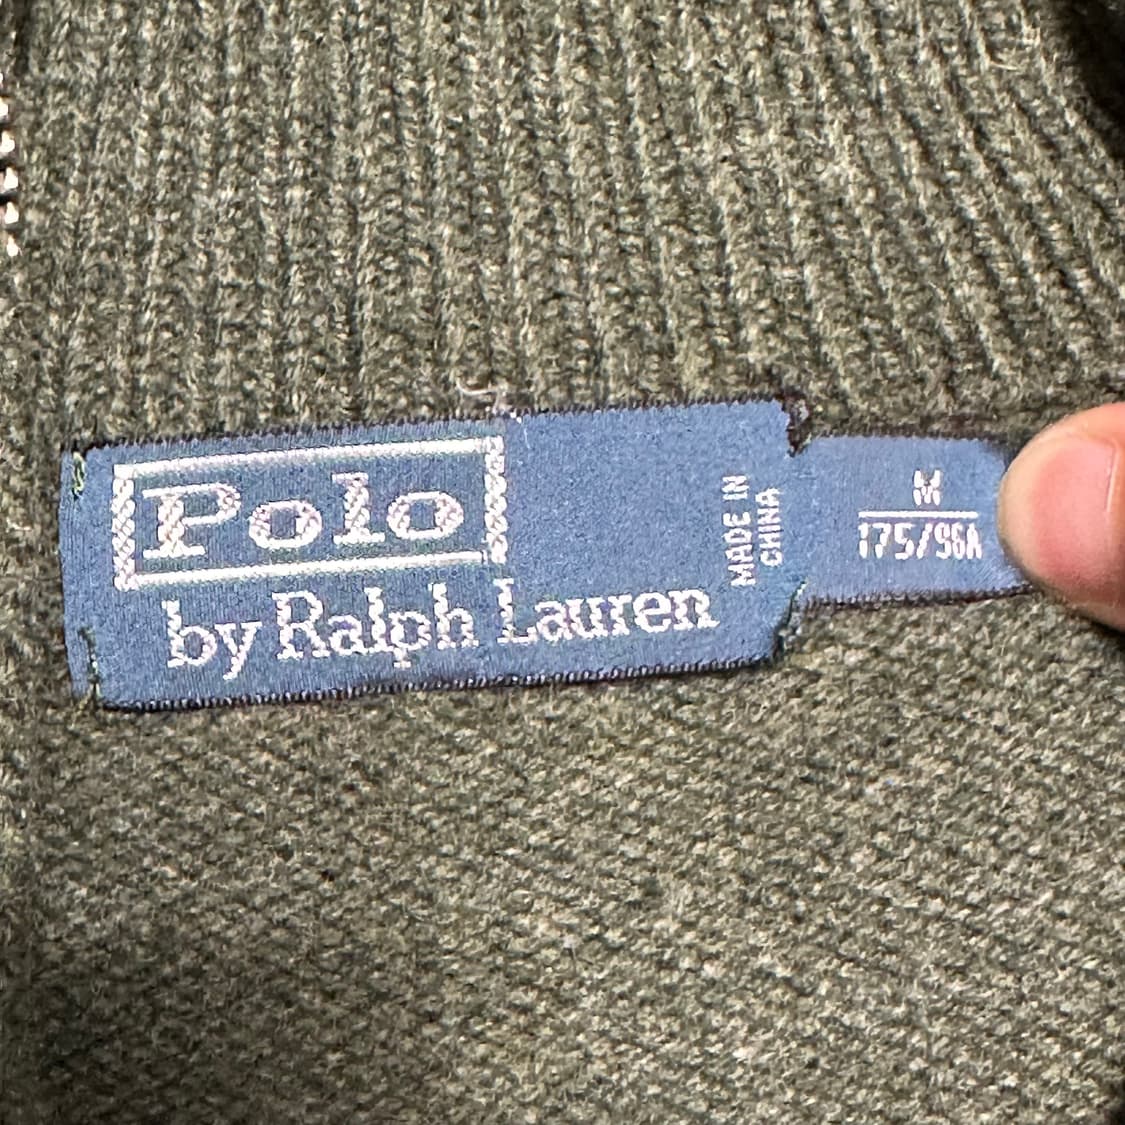 Polo
by Ralph Lauren
MADE IN
CHINA
M
175/96A